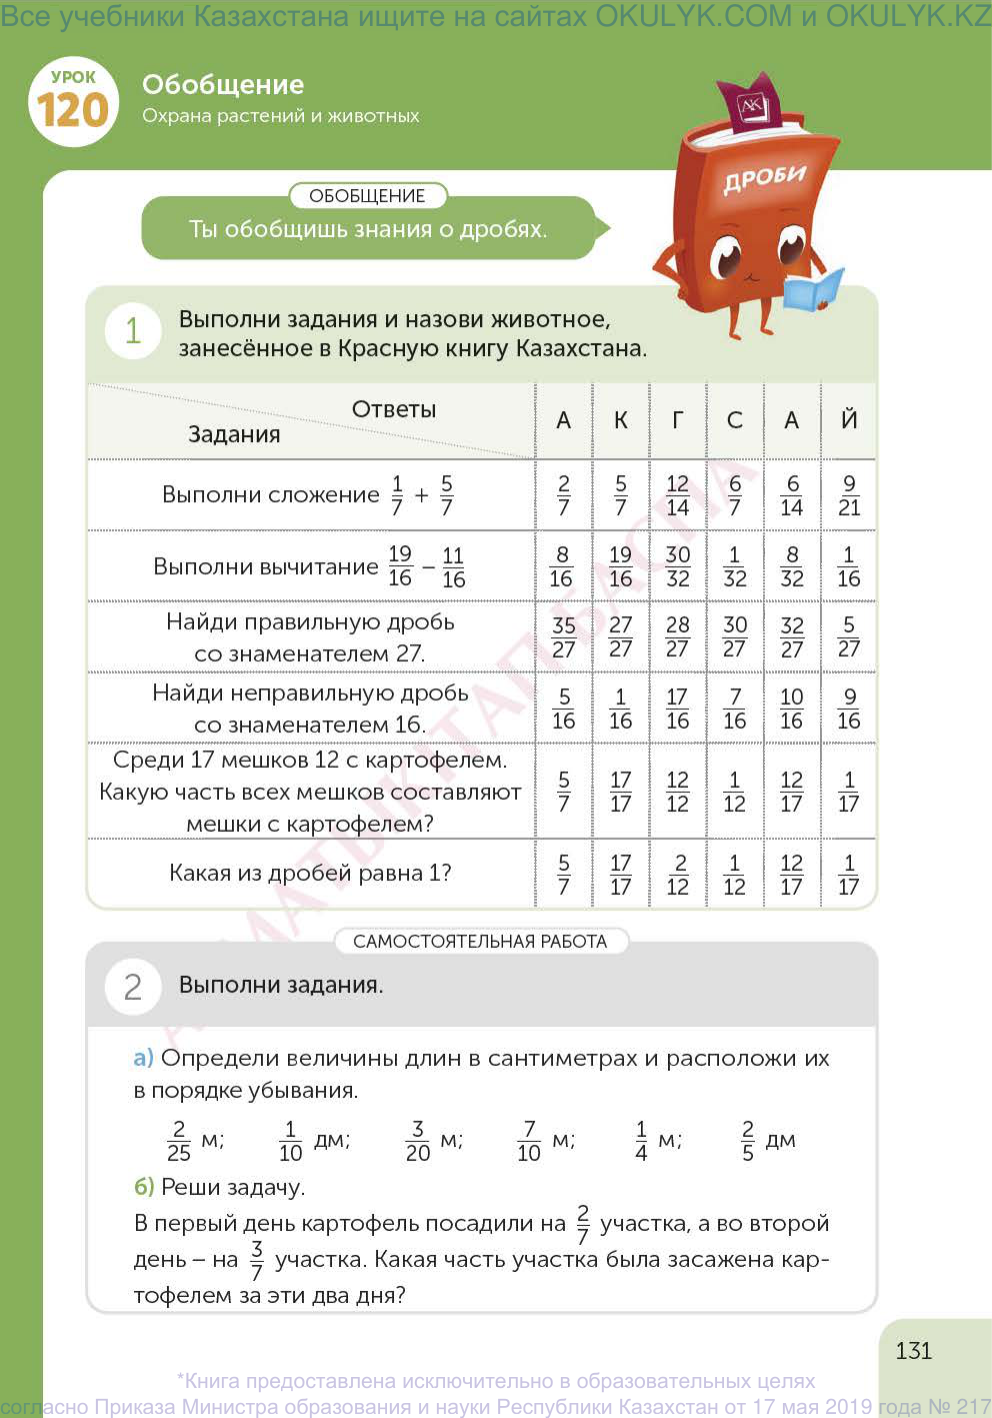 Все учебники Казахстана ищите на сайтах OKULYK.COM и OKULYK.KZ
УРОК
120
Обобщение
Охрана растений и животных
АК
ДРОБИ
ОБОБЩЕНИЕ
Ты обобщишь знания о дробях.
1
Выполни задания и назови животное,
занесённое в Красную книгу Казахстана.
Ответы
Задания
А К Г С А Й
Выполни сложение 1/7 + 5/7 2/7 5/7 12/14 6/7 6/14 9/21
Выполни вычитание 19/16 – 11/16 8/16 19/16 30/32 1/32 8/32 1/16
Найди правильную дробь
со знаменателем 27. 35/27 27/27 28/27 30/27 32/27 5/27
Найди неправильную дробь
со знаменателем 16. 5/16 1/16 17/16 7/16 10/16 9/16
Среди 17 мешков 12 с картофелем.
Какую часть всех мешков составляют 5/7 17/17 12/12 1/12 12/17 1/17
мешки с картофелем?
Какая из дробей равна 1? 5/7 17/17 2/12 1/12 12/17 1/17
АЛМАТЫКІТАП БАСПА
САМОСТОЯТЕЛЬНАЯ РАБОТА
2
Выполни задания.
а) Определи величины длин в сантиметрах и расположи их
в порядке убывания.
2/25 м; 1/10 дм; 3/20 м; 7/10 м; 1/4 м; 2/5 дм
б) Реши задачу.
В первый день картофель посадили на 2/7 участка, а во второй
день – на 3/7 участка. Какая часть участка была засажена кар-
тофелем за эти два дня?
131
*Книга предоставлена исключительно в образовательных целях
согласно Приказа Министра образования и науки Республики Казахстан от 17 мая 2019 года № 217